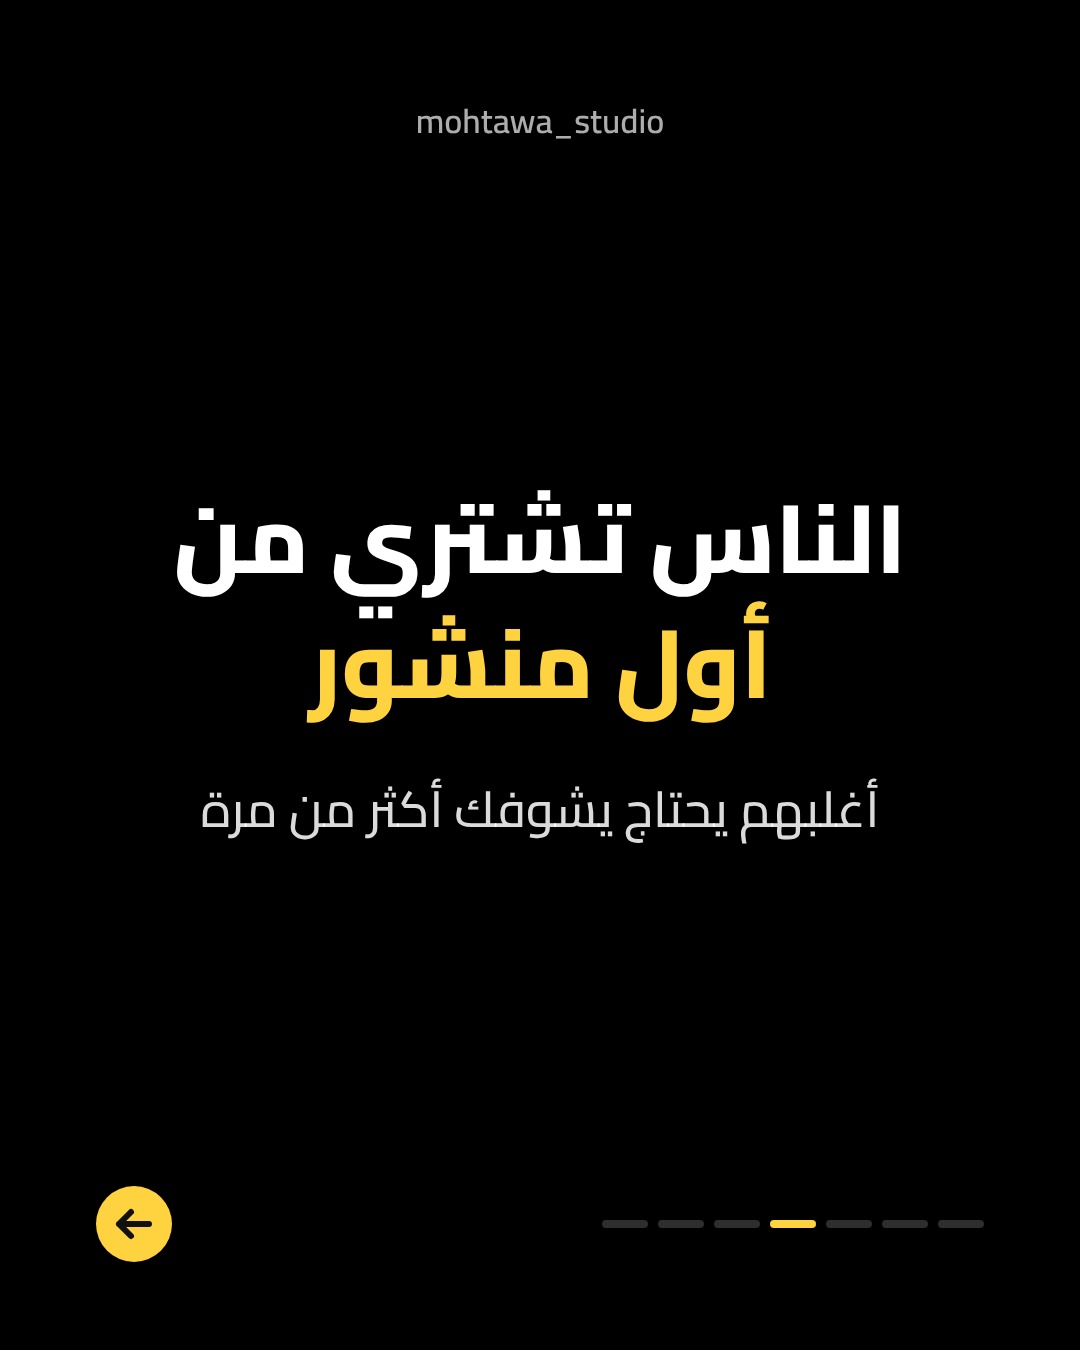 mohtawa_studio
الناس تشتري من
أول منشور
أغلبهم يحتاج يشوفك أكثر من مرة